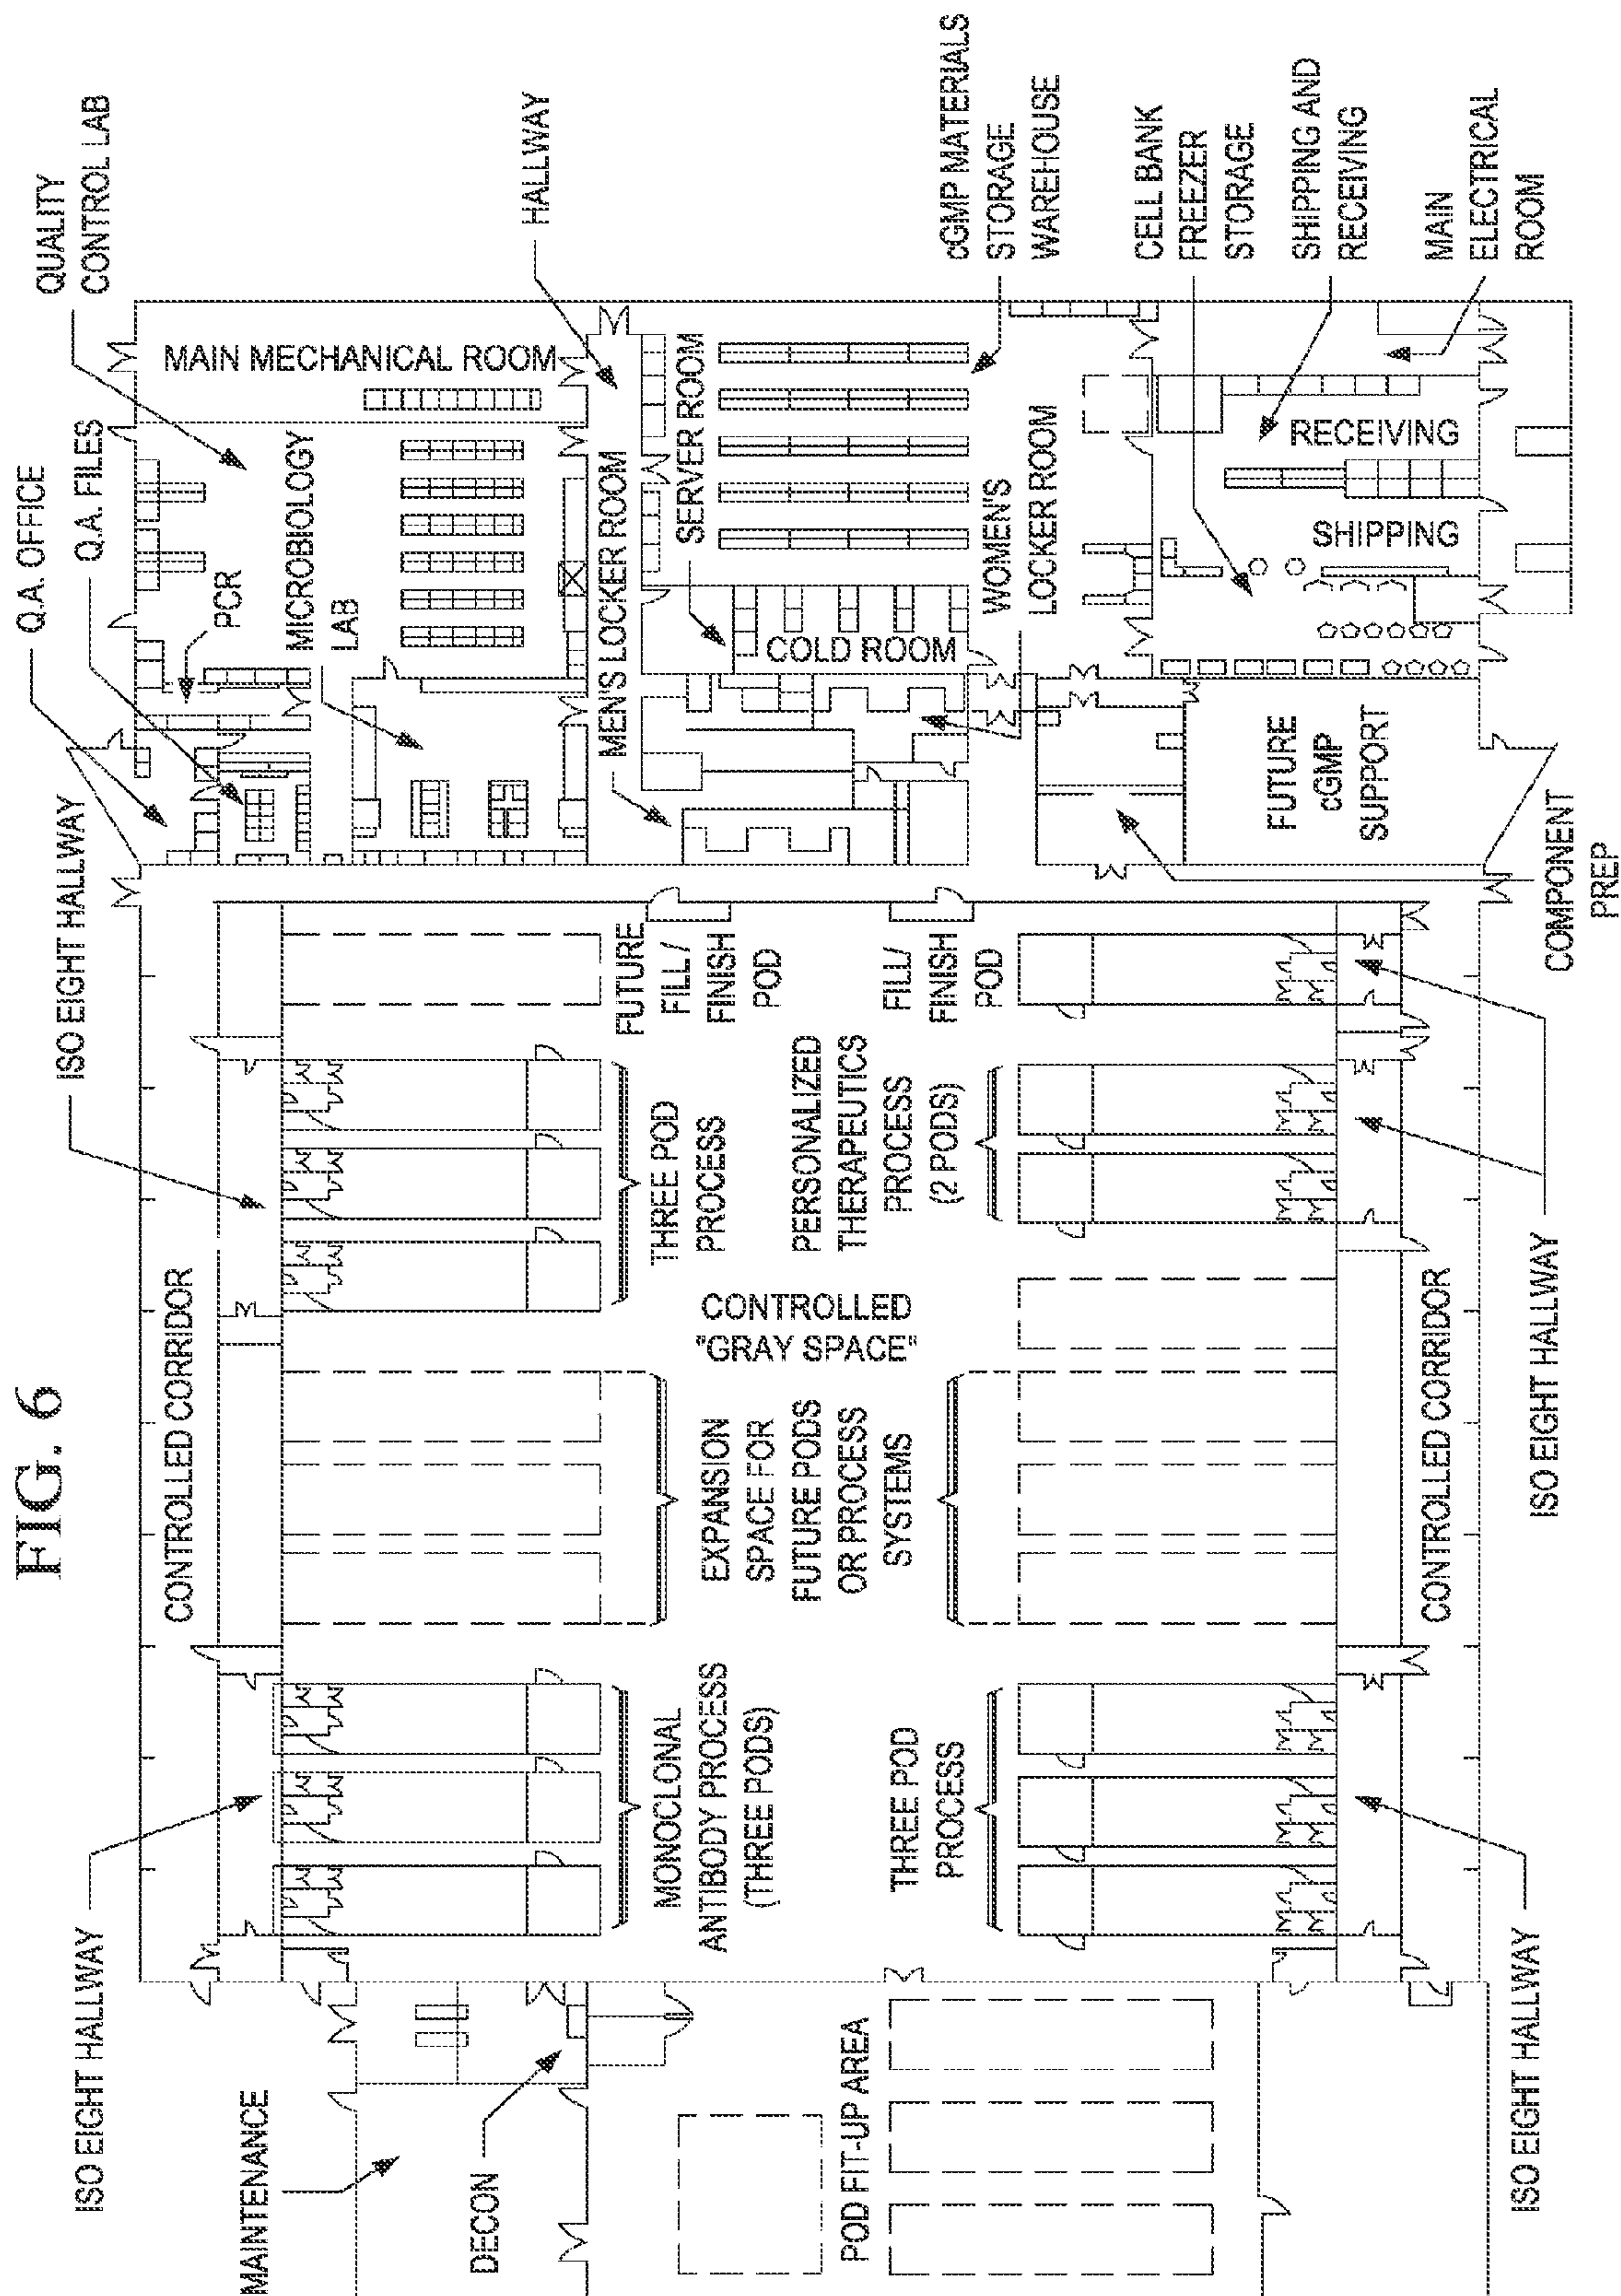 FIG. 6
ISO EIGHT HALLWAY
ISO EIGHT HALLWAY
Q.A. OFFICE
Q.A. FILES
QUALITY
CONTROL LAB
CONTROLLED CORRIDOR
MAINTENANCE
DECON
PCR
MICROBIOLOGY
LAB
MAIN MECHANICAL ROOM
HALLWAY
MONOCLONAL
ANTIBODY PROCESS
(THREE PODS)
EXPANSION
SPACE FOR
FUTURE PODS
OR PROCESS
SYSTEMS
THREE POD
PROCESS
CONTROLLED
"GRAY SPACE"
FUTURE
FILL/
FINISH
POD
MEN'S LOCKER ROOM
SERVER ROOM
COLD ROOM
cGMP MATERIALS
STORAGE
WAREHOUSE
POD FIT-UP AREA
THREE POD
PROCESS
PERSONALIZED
THERAPEUTICS
PROCESS
(2 PODS)
FILL/
FINISH
POD
WOMEN'S
LOCKER ROOM
CELL BANK
FREEZER
STORAGE
SHIPPING AND
RECEIVING
FUTURE
cGMP
SUPPORT
SHIPPING
RECEIVING
MAIN
ELECTRICAL
ROOM
CONTROLLED CORRIDOR
ISO EIGHT HALLWAY
ISO EIGHT HALLWAY
COMPONENT
PREP